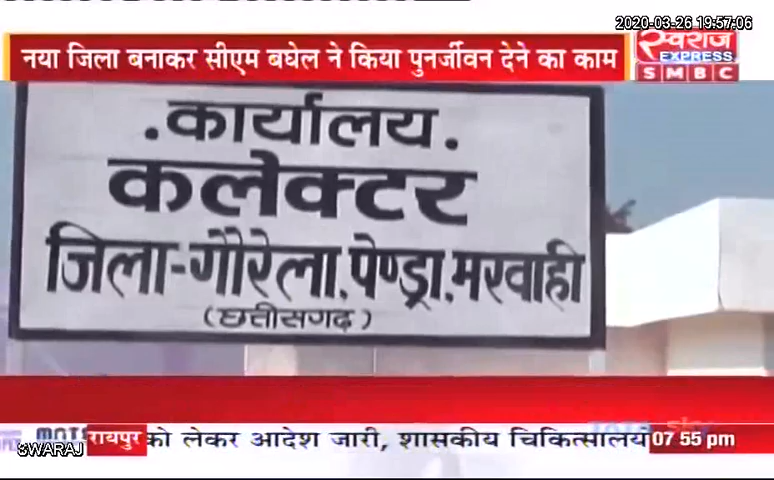 2020-03-26 19:57:06
नया जिला बनाकर सीएम बघेल ने किया पुनर्जीवन देने का काम
स्वराज
EXPRESS
SMBC
.कार्यालय.
कलेक्टर
जिला-गौरेला,पेण्ड्रा,मरवाही
(छत्तीसगढ़)
SWARAJ
रायपुर को लेकर आदेश जारी, शासकीय चिकित्सालय 07 55 pm